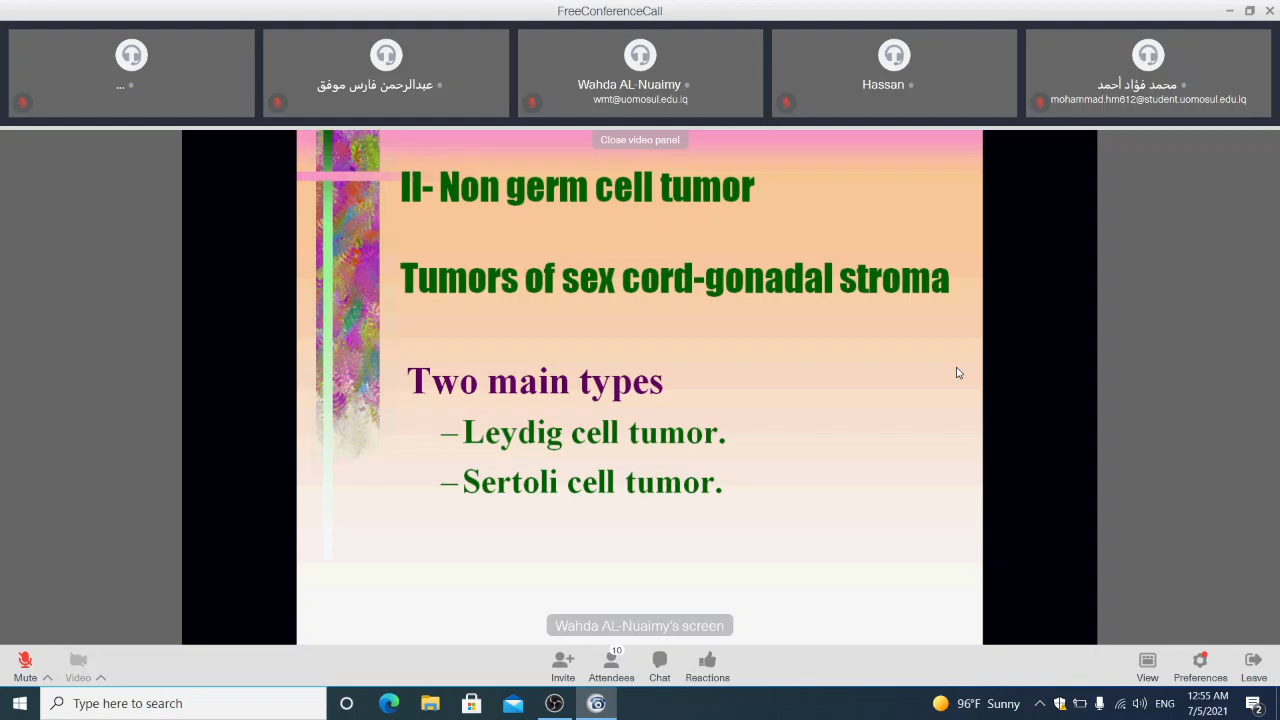 FreeConferenceCall
...
عبدالرحمن فارس موفق
Wahda AL-Nuaimy
wmt@uomosul.edu.iq
Hassan
محمد فؤاد أحمد
mohammad.hm612@student.uomosul.edu.iq
Close video panel
II- Non germ cell tumor
Tumors of sex cord-gonadal stroma
Two main types
–Leydig cell tumor.
–Sertoli cell tumor.
Wahda AL-Nuaimy's screen
10
Mute
Video
Invite
Attendees
Chat
Reactions
View
Preferences
Leave
Type here to search
96°F Sunny
ENG
12:55 AM
7/5/2021
2